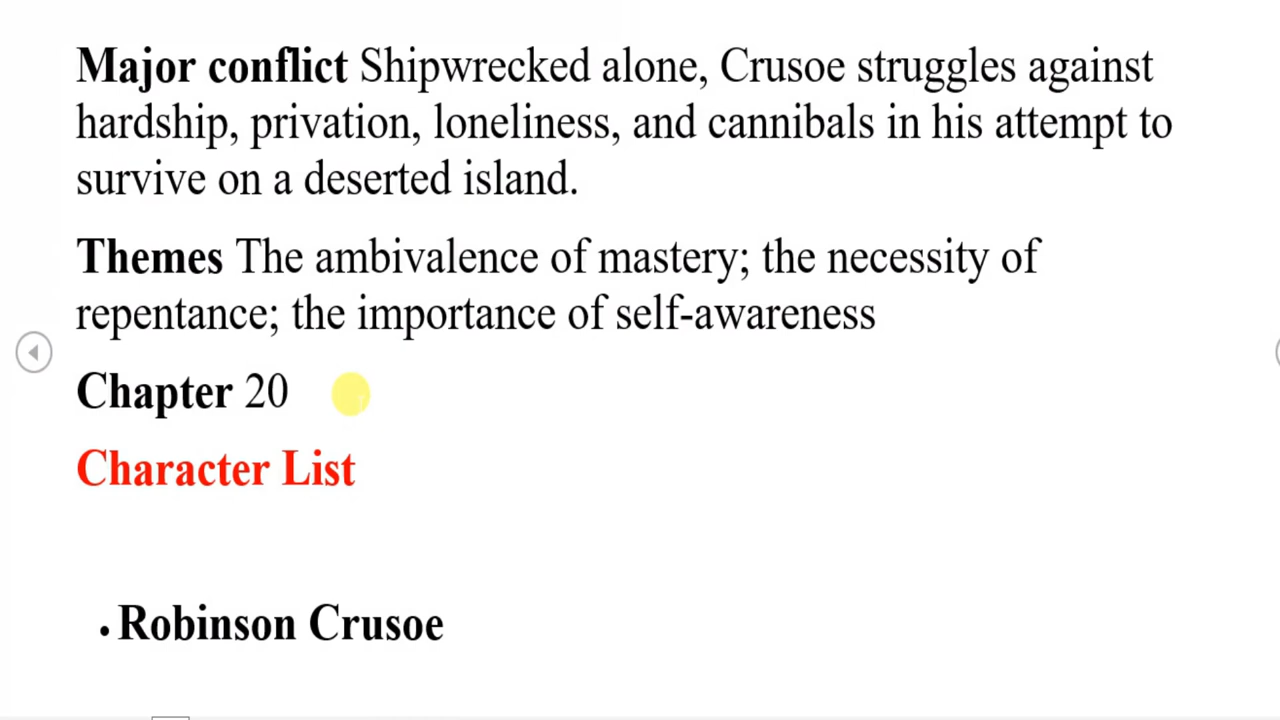 Major conflict Shipwrecked alone, Crusoe struggles against
hardship, privation, loneliness, and cannibals in his attempt to
survive on a deserted island.
Themes The ambivalence of mastery; the necessity of
repentance; the importance of self-awareness
Chapter 20
Character List
• Robinson Crusoe